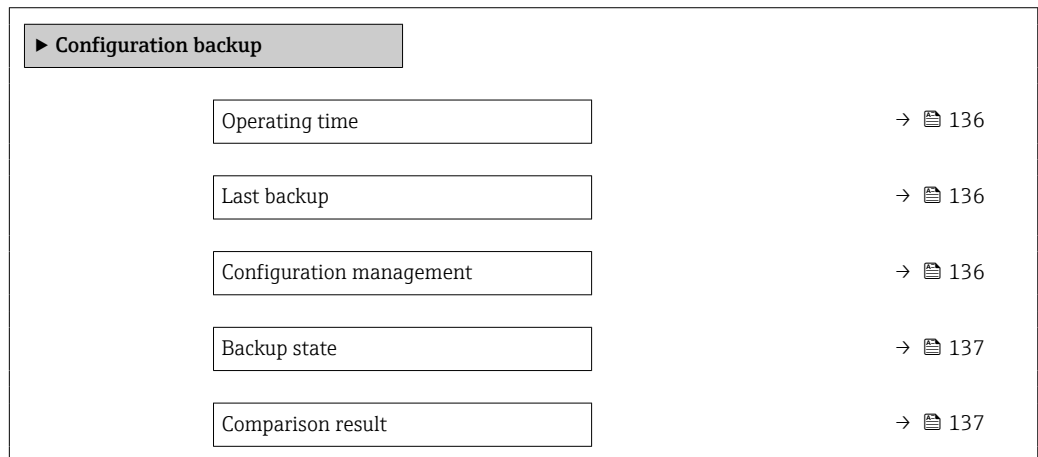 ▶ Configuration backup
Operating time → 136
Last backup → 136
Configuration management → 136
Backup state → 137
Comparison result → 137